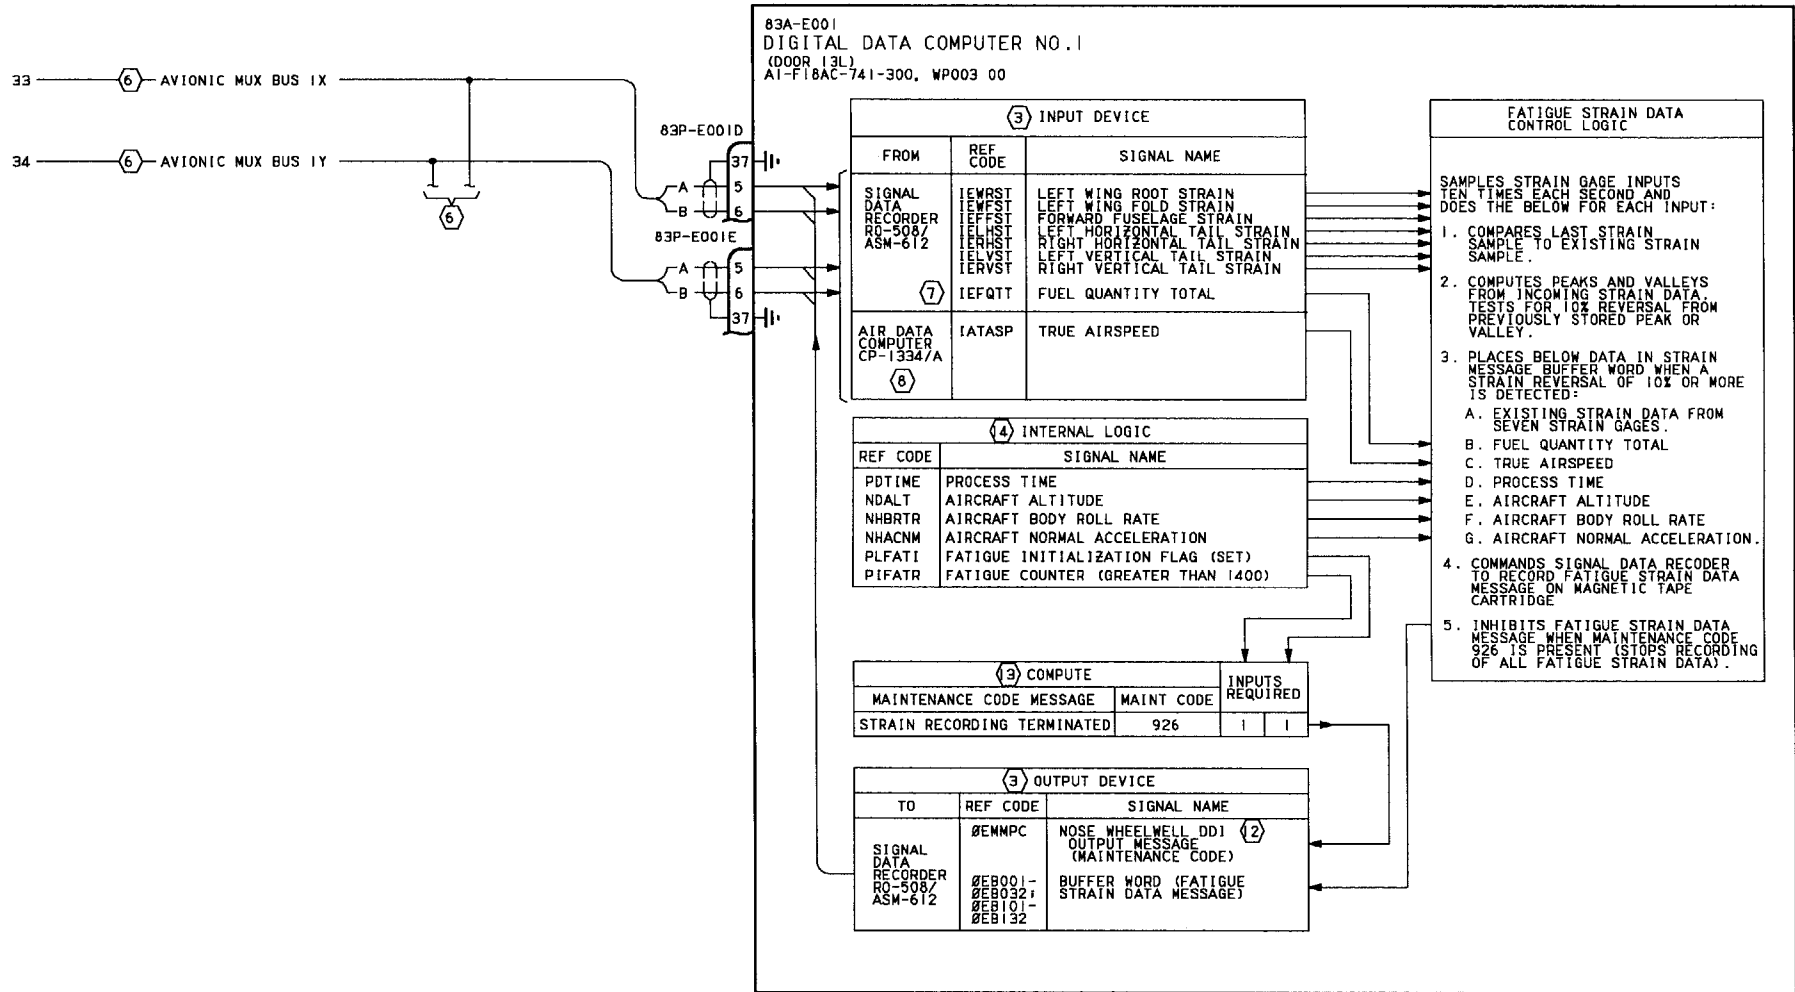 83A-E001
DIGITAL DATA COMPUTER NO.1
(DOOR 13L)
A1-F18AC-741-300, WP003 00
33
6
AVIONIC MUX BUS 1X
34
6
AVIONIC MUX BUS 1Y
6
83P-E001D
37
A
5
B
6
83P-E001E
A
5
B
6
37
3 INPUT DEVICE
FROM
REF CODE
SIGNAL NAME
SIGNAL
DATA
RECORDER
RO-508/
ASM-612
IEWRST LEFT WING ROOT STRAIN
IEWFST LEFT WING FOLD STRAIN
IEFFST FORWARD FUSELAGE STRAIN
IELHST LEFT HORIZONTAL TAIL STRAIN
IERHST RIGHT HORIZONTAL TAIL STRAIN
IELVST LEFT VERTICAL TAIL STRAIN
IERVST RIGHT VERTICAL TAIL STRAIN
7 IEFQTT FUEL QUANTITY TOTAL
AIR DATA
COMPUTER
CP-1334/A
8
IATASP TRUE AIRSPEED
14 INTERNAL LOGIC
REF CODE SIGNAL NAME
PDTIME PROCESS TIME
NDALT AIRCRAFT ALTITUDE
NHBRTR AIRCRAFT BODY ROLL RATE
NHACNM AIRCRAFT NORMAL ACCELERATION
PLFATI FATIGUE INITIALIZATION FLAG (SET)
PIFATR FATIGUE COUNTER (GREATER THAN 1400)
13 COMPUTE
INPUTS
REQUIRED
MAINTENANCE CODE MESSAGE MAINT CODE
STRAIN RECORDING TERMINATED 926 1 1
3 OUTPUT DEVICE
TO REF CODE SIGNAL NAME
SIGNAL
DATA
RECORDER
RO-508/
ASM-612
ØEMMPC
NOSE WHEELWELL DDI 12
OUTPUT MESSAGE
(MAINTENANCE CODE)
ØEB001-
ØEB032;
ØEB101-
ØEB132
BUFFER WORD (FATIGUE
STRAIN DATA MESSAGE)
FATIGUE STRAIN DATA
CONTROL LOGIC
SAMPLES STRAIN GAGE INPUTS
TEN TIMES EACH SECOND AND
DOES THE BELOW FOR EACH INPUT:
1. COMPARES LAST STRAIN
SAMPLE TO EXISTING STRAIN
SAMPLE.
2. COMPUTES PEAKS AND VALLEYS
FROM INCOMING STRAIN DATA.
TESTS FOR 10% REVERSAL FROM
PREVIOUSLY STORED PEAK OR
VALLEY.
3. PLACES BELOW DATA IN STRAIN
MESSAGE BUFFER WORD WHEN A
STRAIN REVERSAL OF 10% OR MORE
IS DETECTED:
A. EXISTING STRAIN DATA FROM
SEVEN STRAIN GAGES.
B. FUEL QUANTITY TOTAL
C. TRUE AIRSPEED
D. PROCESS TIME
E. AIRCRAFT ALTITUDE
F. AIRCRAFT BODY ROLL RATE
G. AIRCRAFT NORMAL ACCELERATION.
4. COMMANDS SIGNAL DATA RECODER
TO RECORD FATIGUE STRAIN DATA
MESSAGE ON MAGNETIC TAPE
CARTRIDGE
5. INHIBITS FATIGUE STRAIN DATA
MESSAGE WHEN MAINTENANCE CODE
926 IS PRESENT (STOPS RECORDING
OF ALL FATIGUE STRAIN DATA).